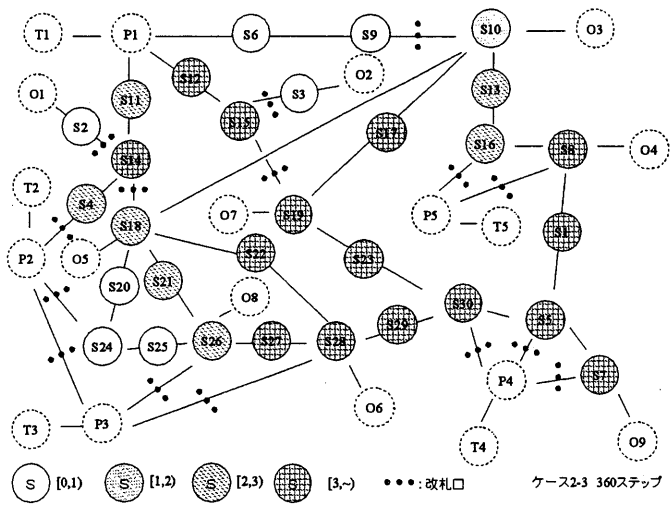 T1 P1 S6 S9 S10 O3
O1 S11 S12 S3 O2 S13
S2 S15 S17
S14 S16 S8 O4
T2 S4
P2 O5 S18 O7 S19 P5 T5
S22 S23 S1
S20 S21 O8
S24 S25 S26 S27 S28 S29 S30 S5
P4 S7
T3 P3 O6 T4 O9
S [0,1) S [1,2) S [2,3) S [3,~) :改札口 ケース2-3 360ステップ